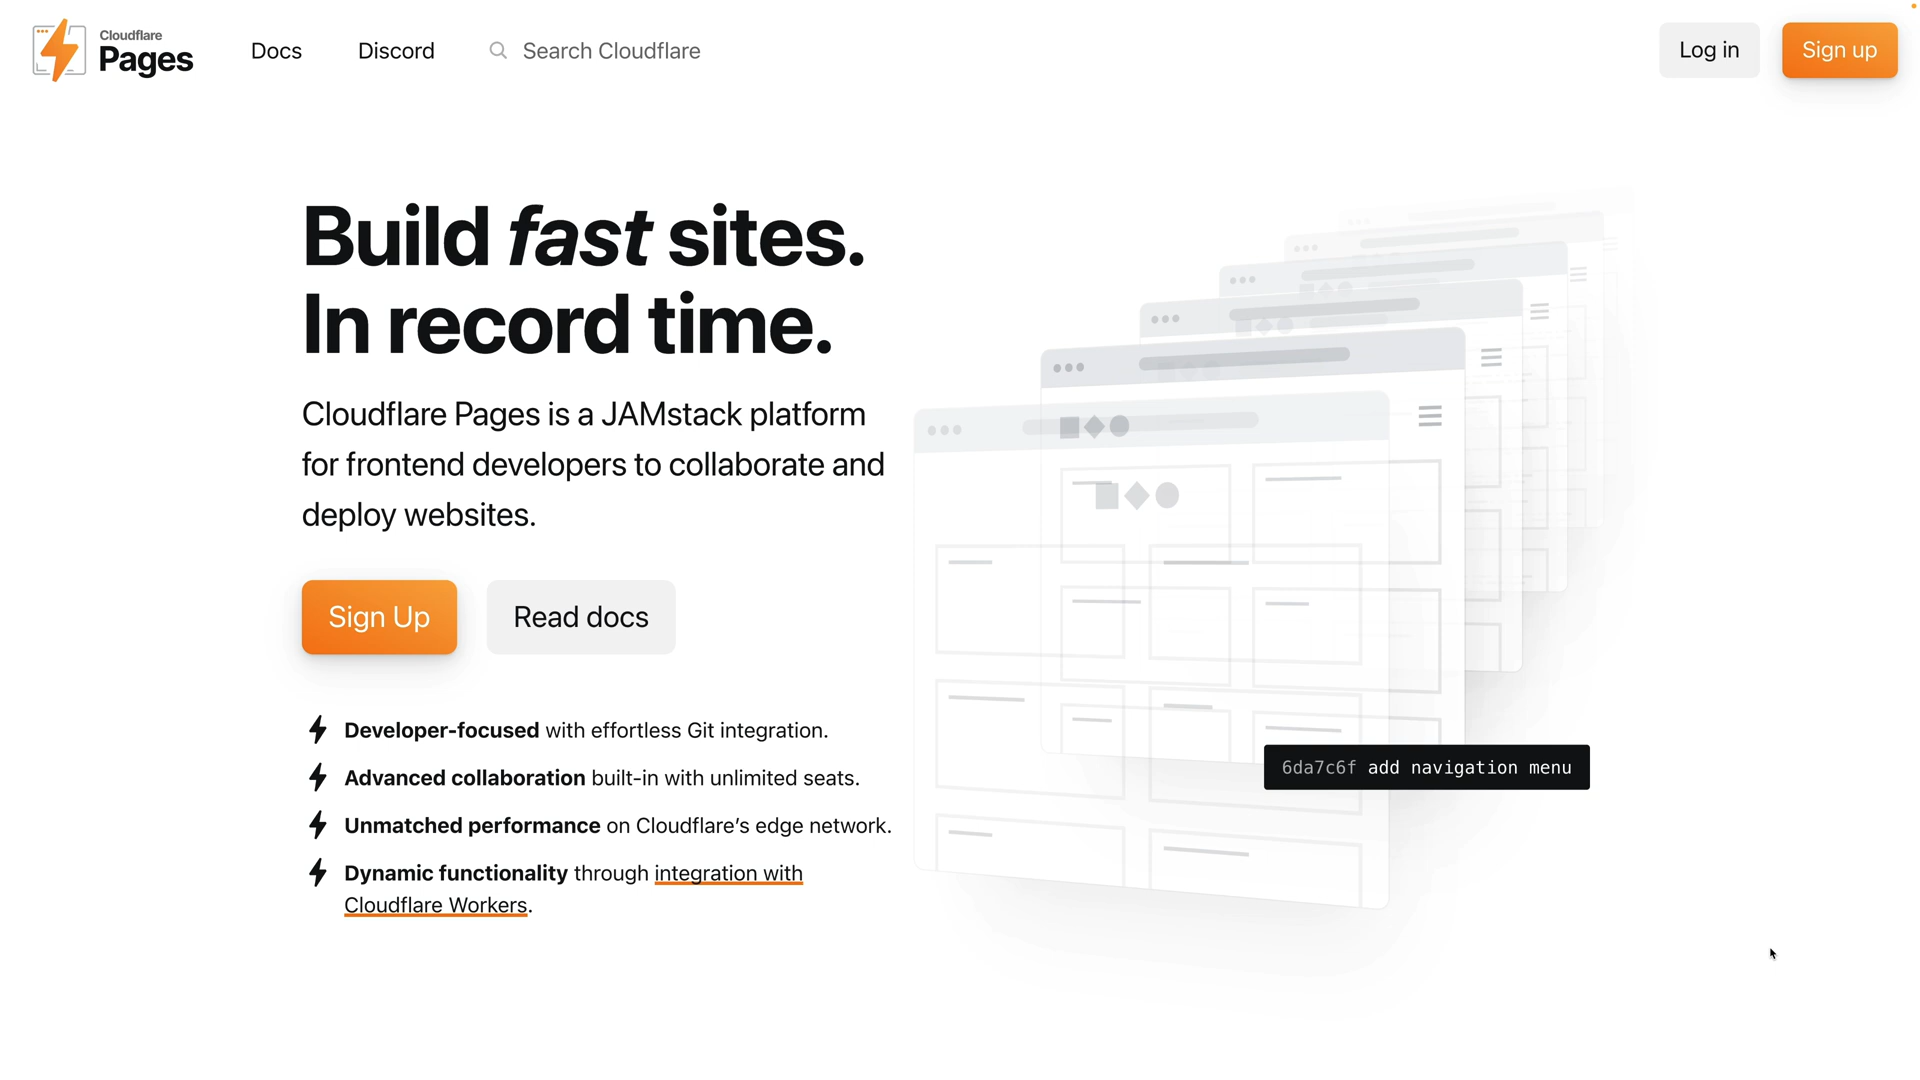 Cloudflare
Pages
Docs
Discord
Search Cloudflare
Log in
Sign up
Build fast sites.
In record time.
Cloudflare Pages is a JAMstack platform
for frontend developers to collaborate and
deploy websites.
Sign Up
Read docs
Developer-focused with effortless Git integration.
Advanced collaboration built-in with unlimited seats.
Unmatched performance on Cloudflare’s edge network.
Dynamic functionality through integration with
Cloudflare Workers.
6da7c6f add navigation menu